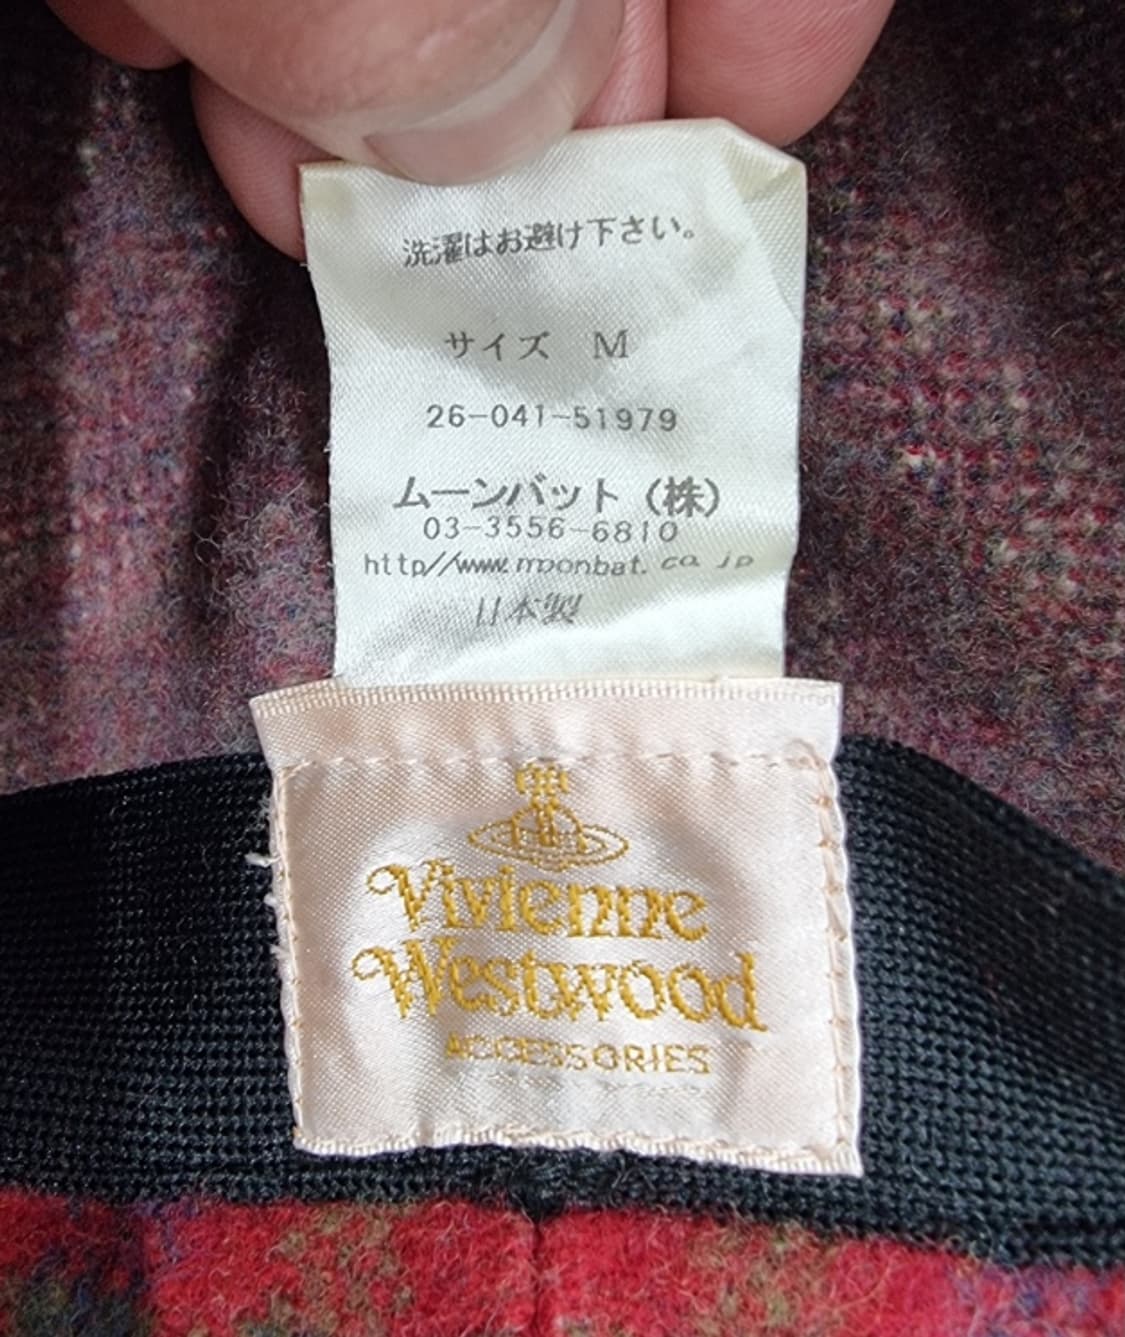 洗濯はお避け下さい。
サイズ M
26-041-51979
ムーンバット（株）
03-3556-6810
http//www.moonbat.co.jp
日本製
Vivienne
Westwood
ACCESSORIES